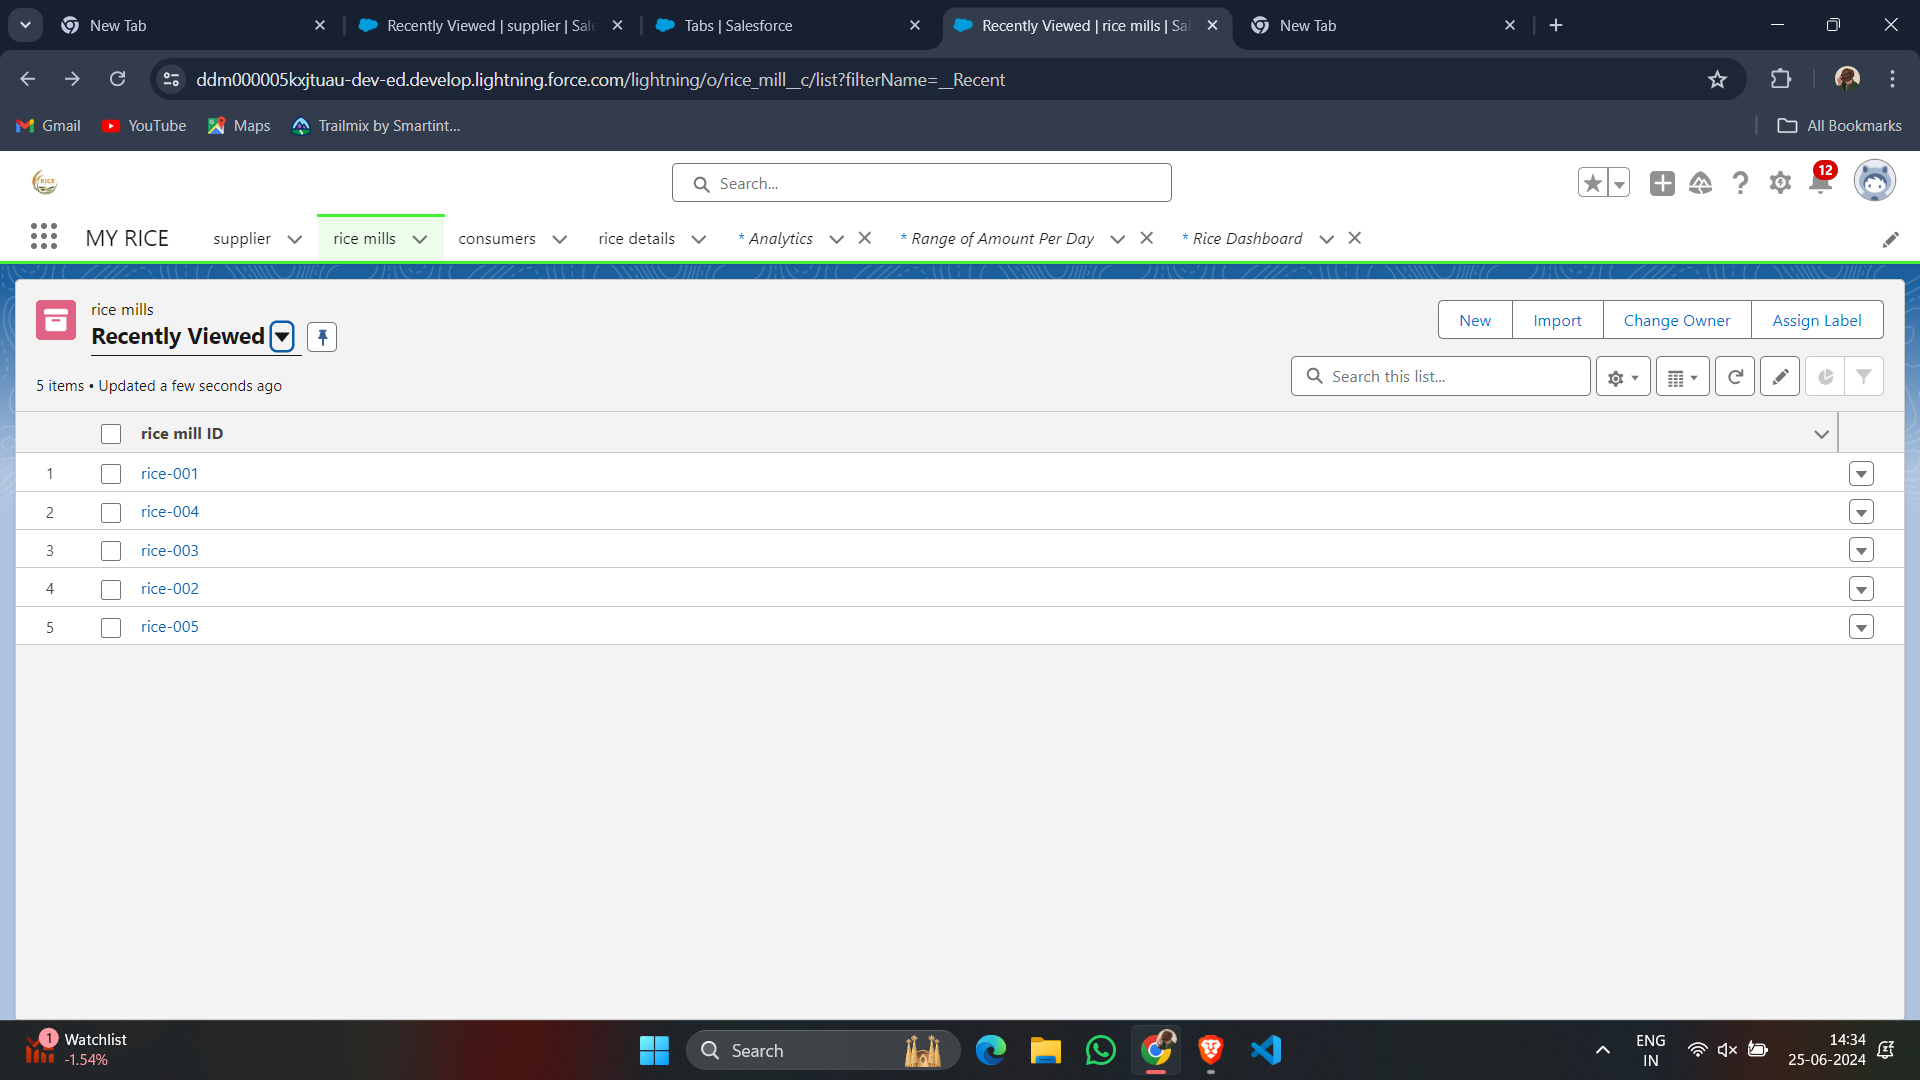 New Tab
Recently Viewed | supplier | Sale
Tabs | Salesforce
Recently Viewed | rice mills | Sal
New Tab
ddm000005kxjtuau-dev-ed.develop.lightning.force.com/lightning/o/rice_mill__c/list?filterName=__Recent
Gmail
YouTube
Maps
Trailmix by Smartint...
All Bookmarks
RICE
Search...
12
MY RICE
supplier
rice mills
consumers
rice details
* Analytics
* Range of Amount Per Day
* Rice Dashboard
rice mills
Recently Viewed
New
Import
Change Owner
Assign Label
5 items • Updated a few seconds ago
Search this list...
rice mill ID
1 rice-001
2 rice-004
3 rice-003
4 rice-002
5 rice-005
1
Watchlist
-1.54%
Search
ENG
IN
14:34
25-06-2024